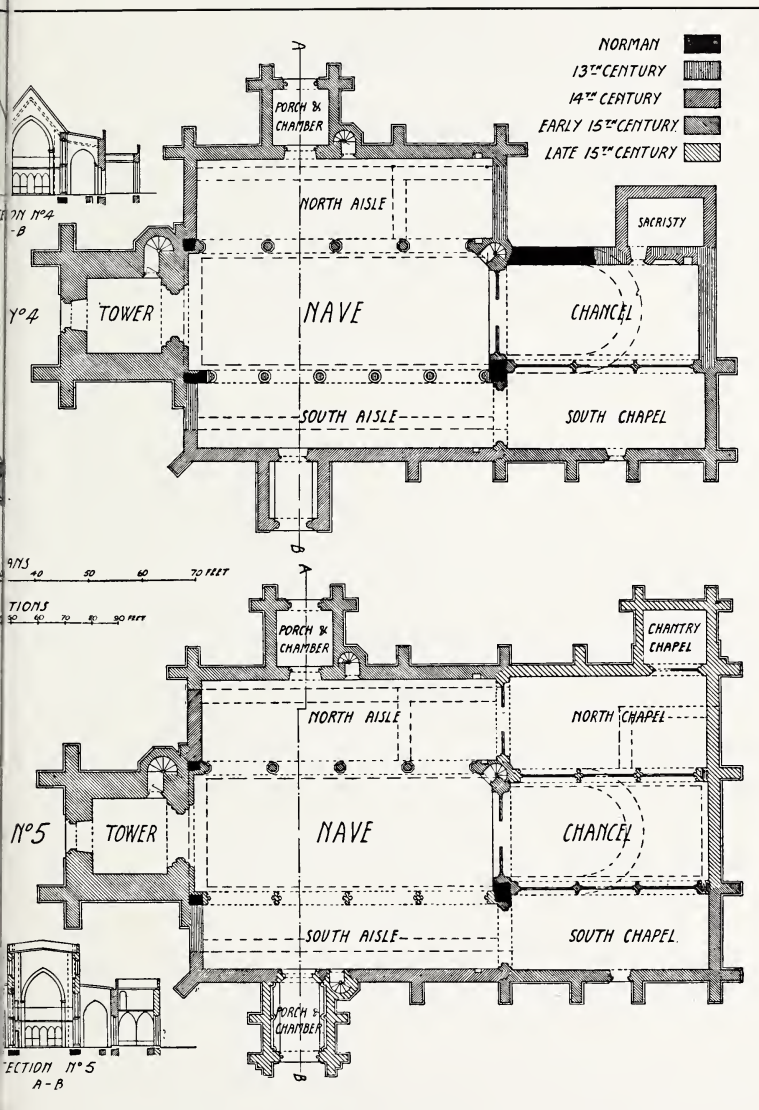 NORMAN
13TH CENTURY
14TH CENTURY
EARLY 15TH CENTURY.
LATE 15TH CENTURY
A
PORCH &
CHAMBER
NORTH AISLE
SACRISTY
Nº4
A-B
Nº4
TOWER
NAVE
CHANCEL
SOUTH AISLE
SOUTH CHAPEL
B
40 50 60 70 FEET
60 70 80 90 FEET
A
PORCH &
CHAMBER
CHANTRY
CHAPEL
NORTH AISLE
NORTH CHAPEL
Nº5
TOWER
NAVE
CHANCEL
SOUTH AISLE
SOUTH CHAPEL.
PORCH &
CHAMBER
B
ECTION Nº5
A-B